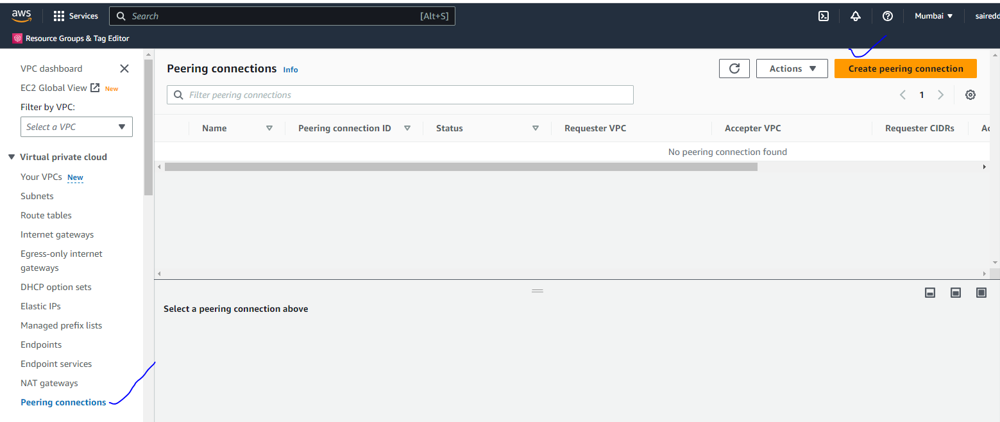 aws Services Search [Alt+S] Mumbai sairedd
Resource Groups & Tag Editor
VPC dashboard
EC2 Global View New
Filter by VPC:
Select a VPC
Virtual private cloud
Your VPCs New
Subnets
Route tables
Internet gateways
Egress-only internet
gateways
DHCP option sets
Elastic IPs
Managed prefix lists
Endpoints
Endpoint services
NAT gateways
Peering connections
Peering connections Info Actions Create peering connection
Filter peering connections 1
Name Peering connection ID Status Requester VPC Accepter VPC Requester CIDRs Ac
No peering connection found
Select a peering connection above